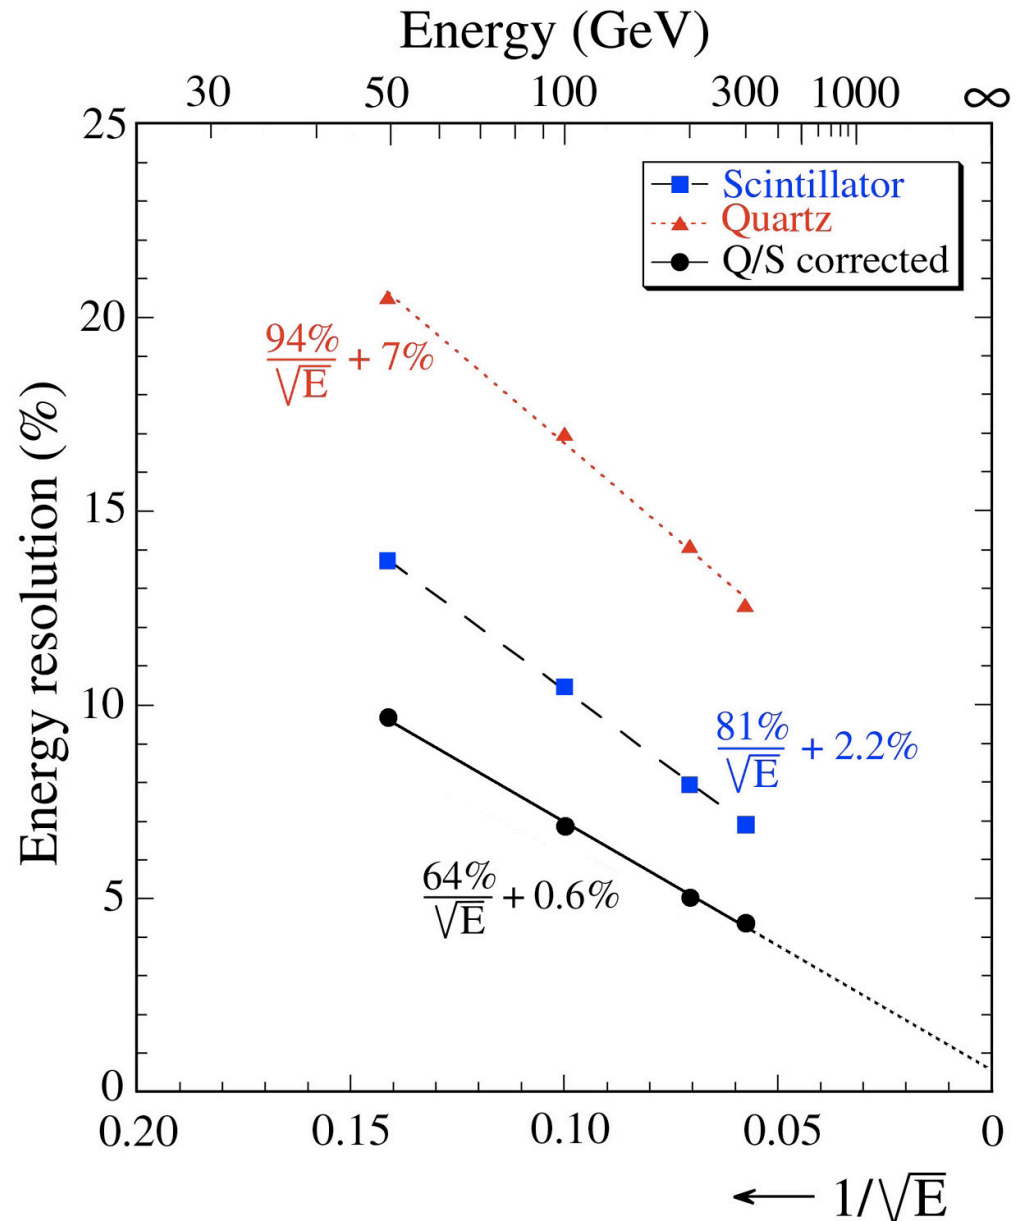 Energy (GeV)
30 50 100 300 1000 ∞
25
Scintillator
Quartz
Q/S corrected
20
94%/√E + 7%
15
10
81%/√E + 2.2%
64%/√E + 0.6%
5
0
0.20 0.15 0.10 0.05 0
← 1/√E
Energy resolution (%)